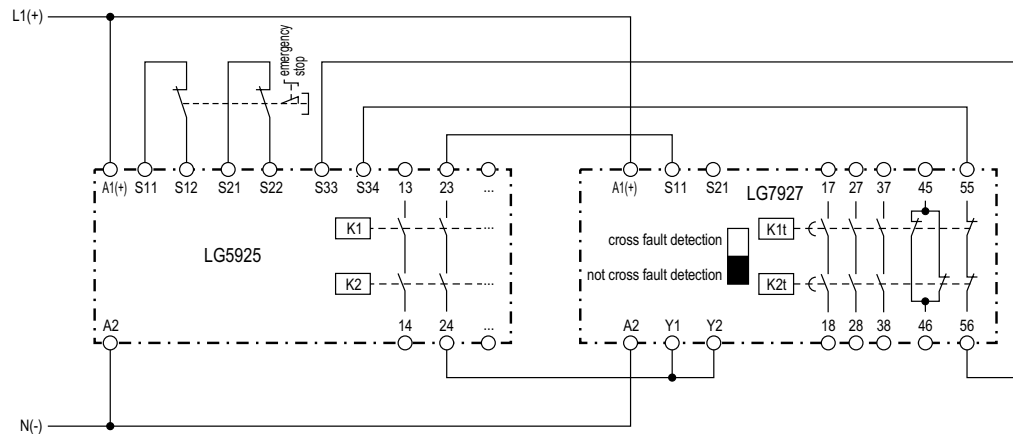 L1(+)
emergency
stop
A1(+) S11 S12 S21 S22 S33 S34 13 23 ...
A1(+) S11 S21 17 27 37 45 55
LG7927
K1
K1t
cross fault detection
LG5925
not cross fault detection
K2
K2t
A2 14 24 ...
A2 Y1 Y2 18 28 38 46 56
N(-)